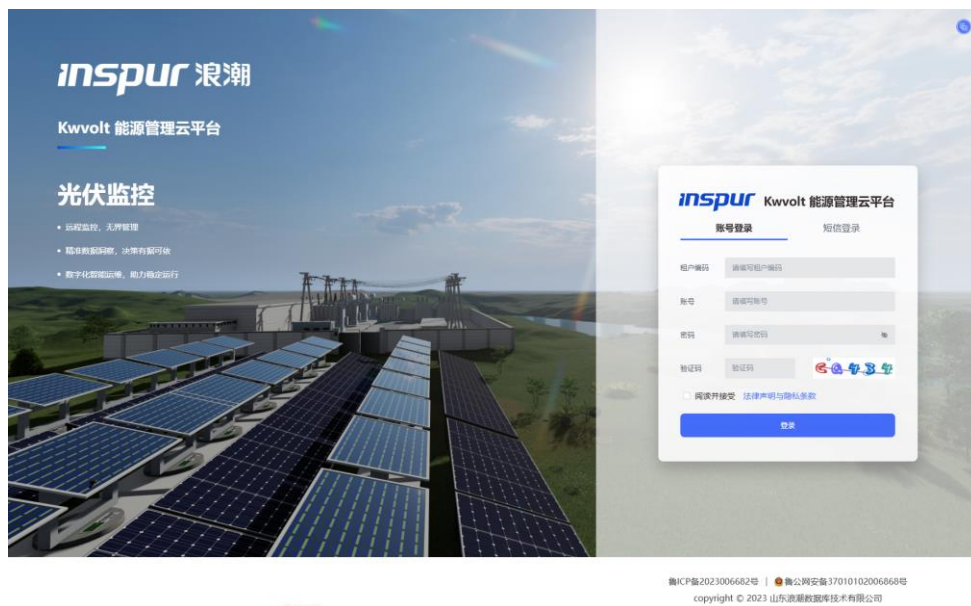 inspur 浪潮
Kwvolt 能源管理云平台
光伏监控
• 远程监控，无界管理
• 精准数据洞察，决策有据可依
• 数字化智能运维，助力稳定运行
inspur Kwvolt 能源管理云平台
账号登录 短信登录
租户编码 请填写租户编码
账号 请填写账号
密码 请填写密码
验证码 验证码
阅读并接受 法律声明与隐私条款
登录
鲁ICP备2023006682号 | 鲁公网安备37010102006868号
copyright © 2023 山东浪潮数据库技术有限公司